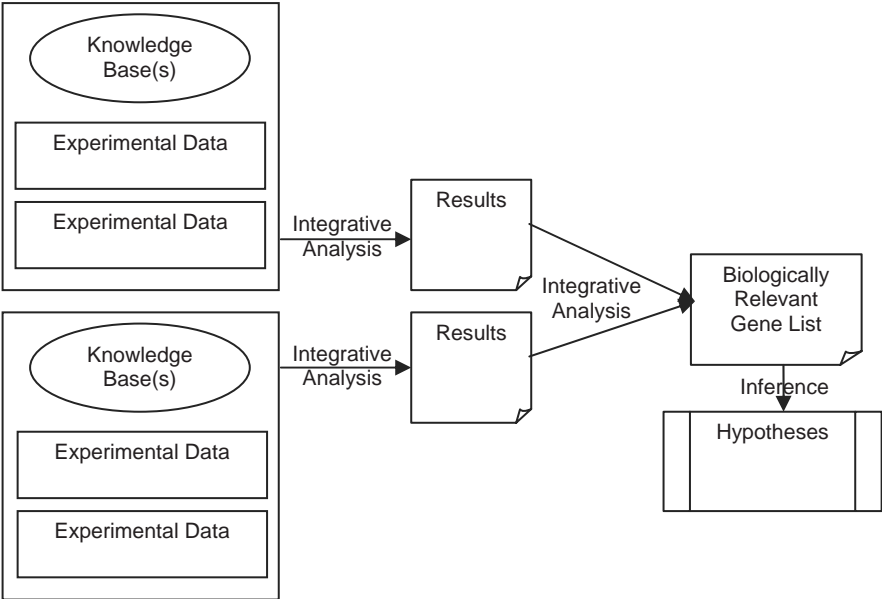 Knowledge
Base(s)
Experimental Data
Experimental Data
Integrative
Analysis
Results
Knowledge
Base(s)
Experimental Data
Experimental Data
Integrative
Analysis
Results
Integrative
Analysis
Biologically
Relevant
Gene List
Inference
Hypotheses